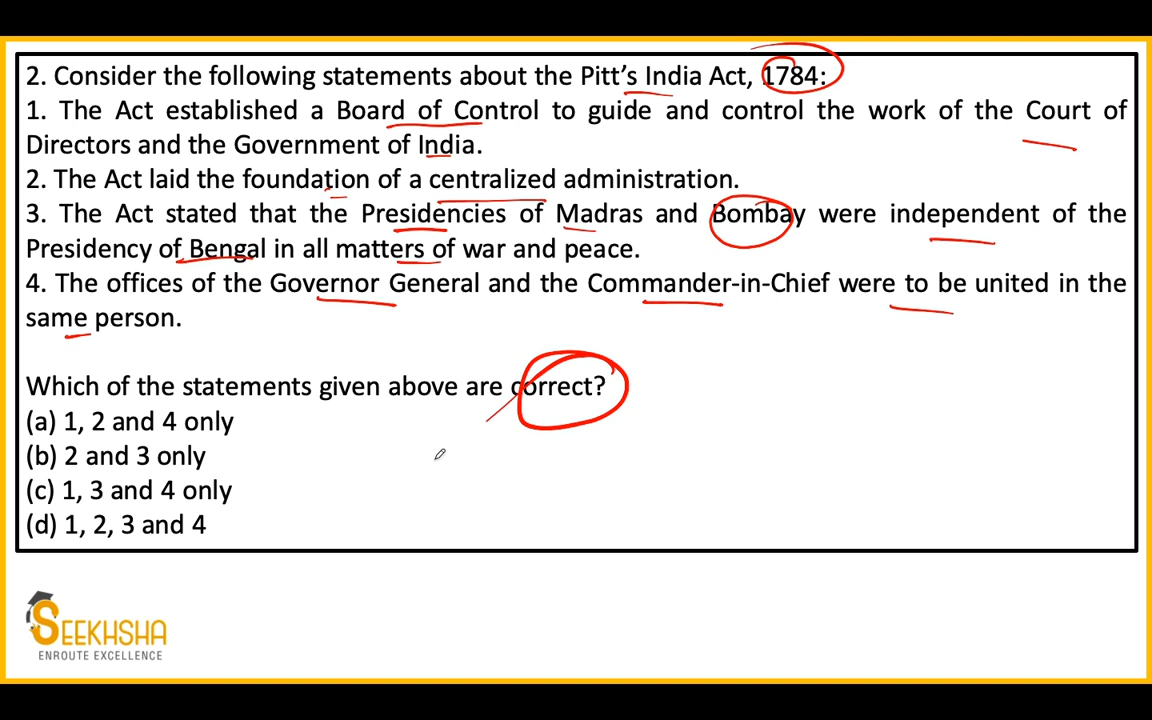 2. Consider the following statements about the Pitt’s India Act, 1784:
1. The Act established a Board of Control to guide and control the work of the Court of
Directors and the Government of India.
2. The Act laid the foundation of a centralized administration.
3. The Act stated that the Presidencies of Madras and Bombay were independent of the
Presidency of Bengal in all matters of war and peace.
4. The offices of the Governor General and the Commander-in-Chief were to be united in the
same person.
Which of the statements given above are correct?
(a) 1, 2 and 4 only
(b) 2 and 3 only
(c) 1, 3 and 4 only
(d) 1, 2, 3 and 4
SEEKHSHA
ENROUTE EXCELLENCE